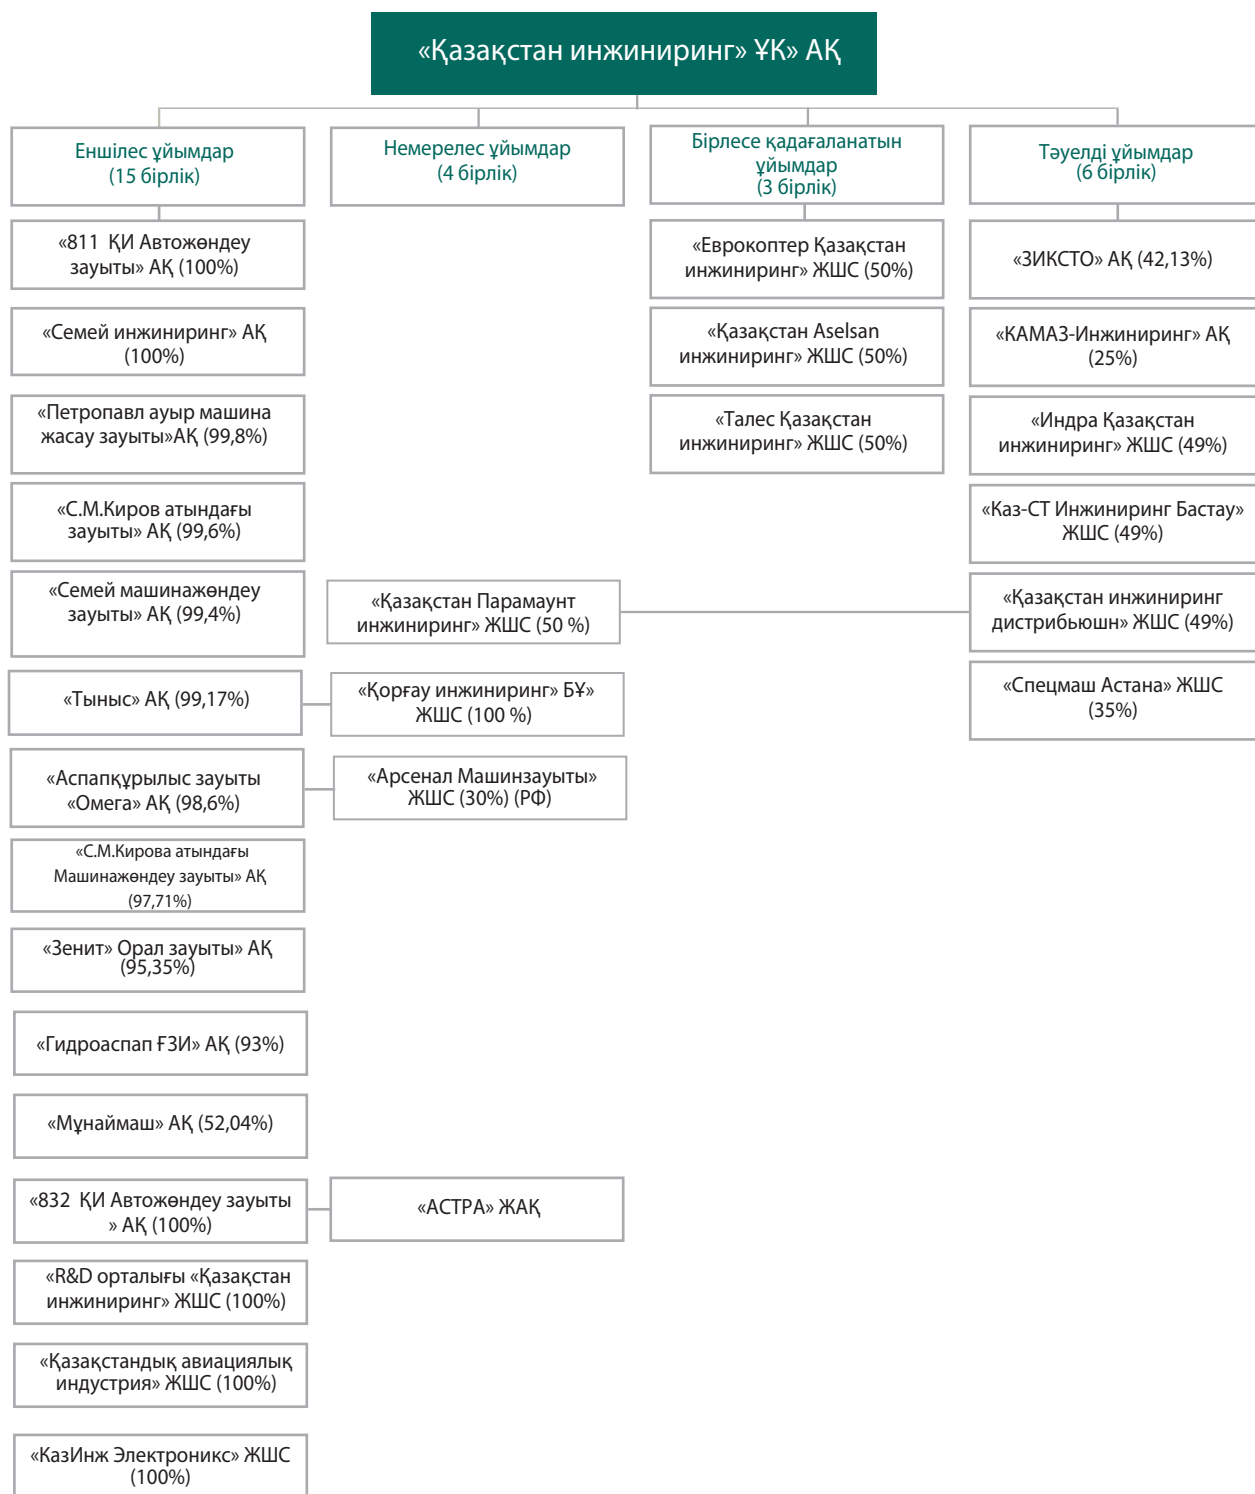 «Қазақстан инжиниринг» ҰК» АҚ
Еншілес ұйымдар
(15 бірлік)
Немерелес ұйымдар
(4 бірлік)
Бірлесе қадағаланатын
ұйымдар
(3 бірлік)
Тәуелді ұйымдар
(6 бірлік)
«811 ҚИ Автожөндеу
зауыты» АҚ (100%)
«Семей инжиниринг» АҚ
(100%)
«Петропавл ауыр машина
жасау зауыты»АҚ (99,8%)
«С.М.Киров атындағы
зауыты» АҚ (99,6%)
«Семей машинажөндеу
зауыты» АҚ (99,4%)
«Тыныс» АҚ (99,17%)
«Аспапқұрылыс зауыты
«Омега» АҚ (98,6%)
«С.М.Кирова атындағы
Машинажөндеу зауыты» АҚ
(97,71%)
«Зенит» Орал зауыты» АҚ
(95,35%)
«Гидроаспап ҒЗИ» АҚ (93%)
«Мұнаймаш» АҚ (52,04%)
«832 ҚИ Автожөндеу зауыты
» АҚ (100%)
«R&D орталығы «Қазақстан
инжиниринг» ЖШС (100%)
«Қазақстандық авиациялық
индустрия» ЖШС (100%)
«КазИнж Электроникс» ЖШС
(100%)
«Қазақстан Парамаунт
инжиниринг» ЖШС (50 %)
«Қорғау инжиниринг» БҰ»
ЖШС (100 %)
«Арсенал Машинзауыты»
ЖШС (30%) (РФ)
«АСТРА» ЖАҚ
«Еврокоптер Қазақстан
инжиниринг» ЖШС (50%)
«Қазақстан Aselsan
инжиниринг» ЖШС (50%)
«Талес Қазақстан
инжиниринг» ЖШС (50%)
«ЗИКСТО» АҚ (42,13%)
«КАМАЗ-Инжиниринг» АҚ
(25%)
«Индра Қазақстан
инжиниринг» ЖШС (49%)
«Каз-СТ Инжиниринг Бастау»
ЖШС (49%)
«Қазақстан инжиниринг
дистрибьюшн» ЖШС (49%)
«Спецмаш Астана» ЖШС
(35%)